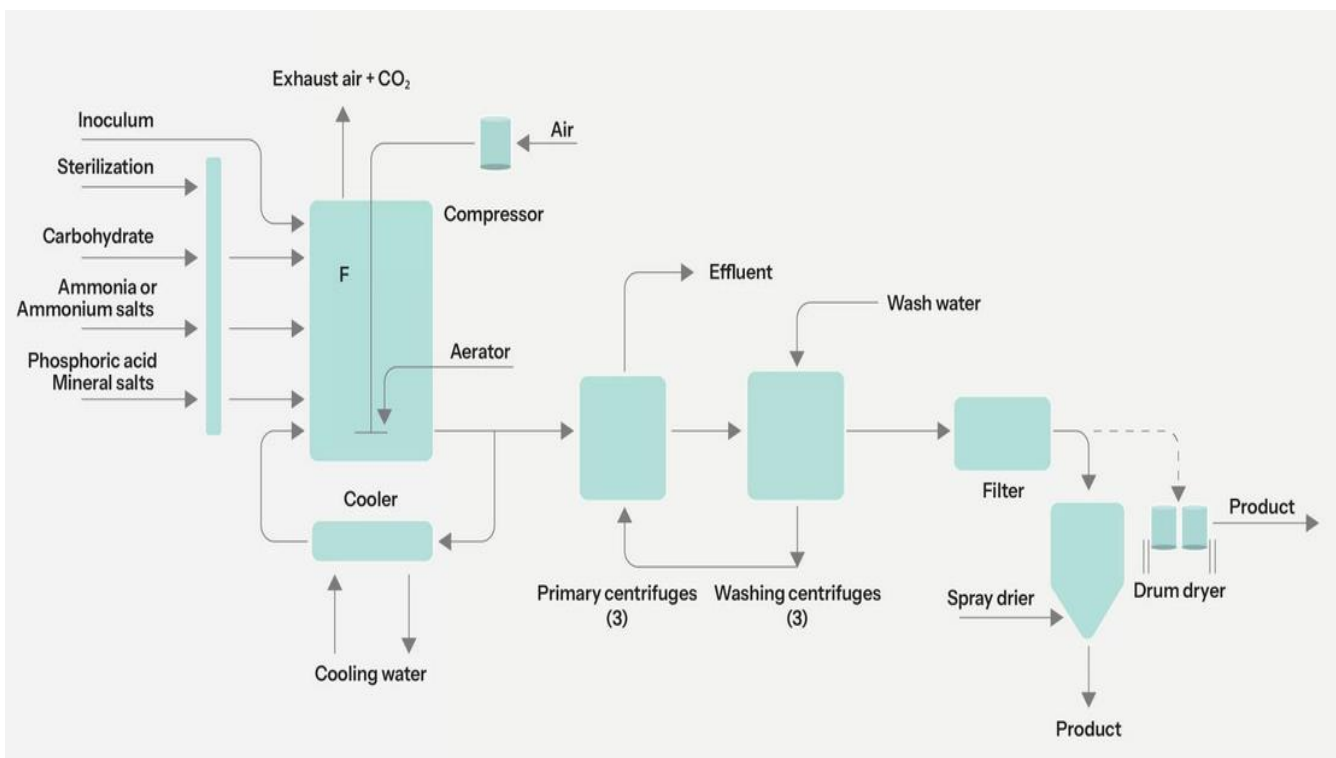 Exhaust air + CO₂
Inoculum
Air
Sterilization
Compressor
Carbohydrate
F
Effluent
Ammonia or
Ammonium salts
Wash water
Aerator
Phosphoric acid
Mineral salts
Cooler
Filter
Product
Primary centrifuges
(3)
Washing centrifuges
(3)
Spray drier
Drum dryer
Cooling water
Product